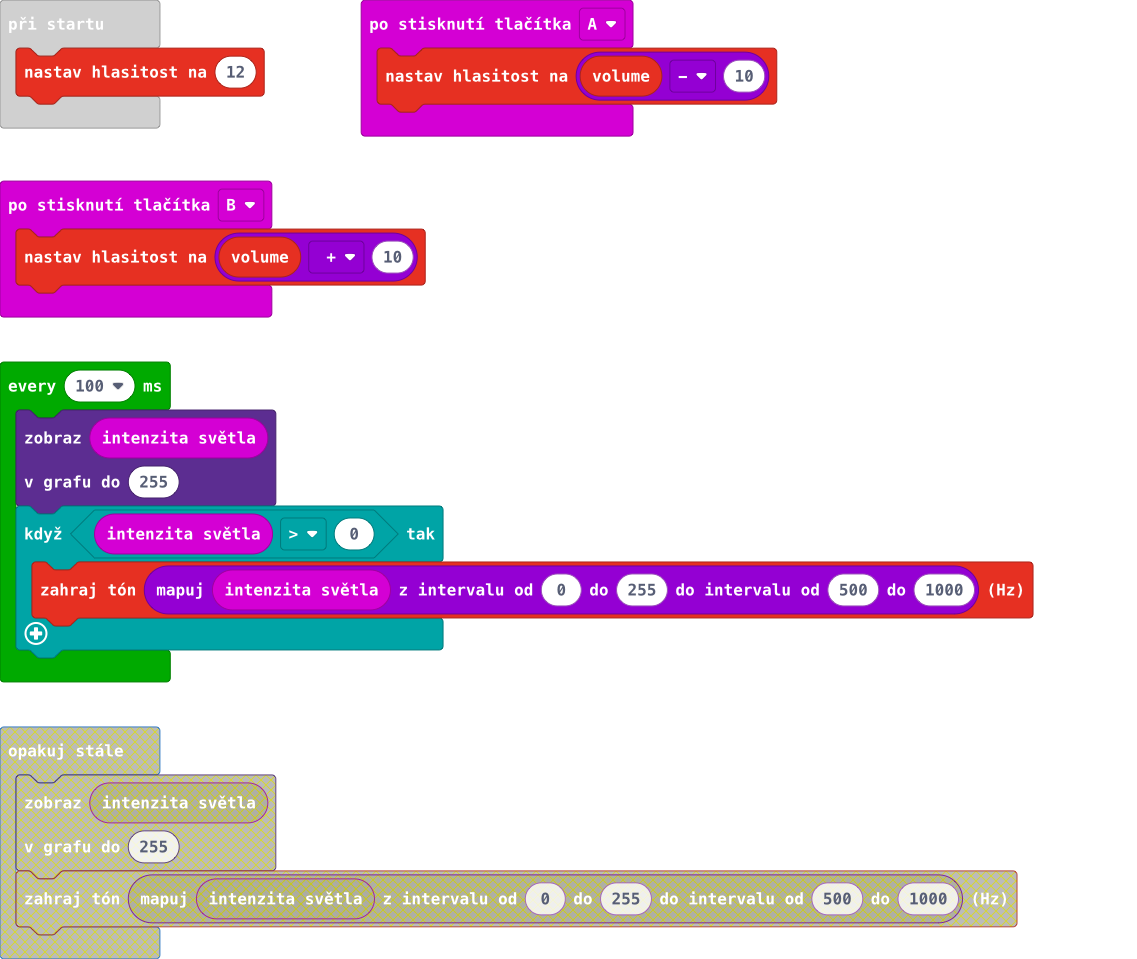 při startu
nastav hlasitost na 12
po stisknutí tlačítka A
nastav hlasitost na volume - 10
po stisknutí tlačítka B
nastav hlasitost na volume + 10
every 100 ms
zobraz intenzita světla
v grafu do 255
když intenzita světla > 0 tak
zahraj tón mapuj intenzita světla z intervalu od 0 do 255 do intervalu od 500 do 1000 (Hz)
opakuj stále
zobraz intenzita světla
v grafu do 255
zahraj tón mapuj intenzita světla z intervalu od 0 do 255 do intervalu od 500 do 1000 (Hz)